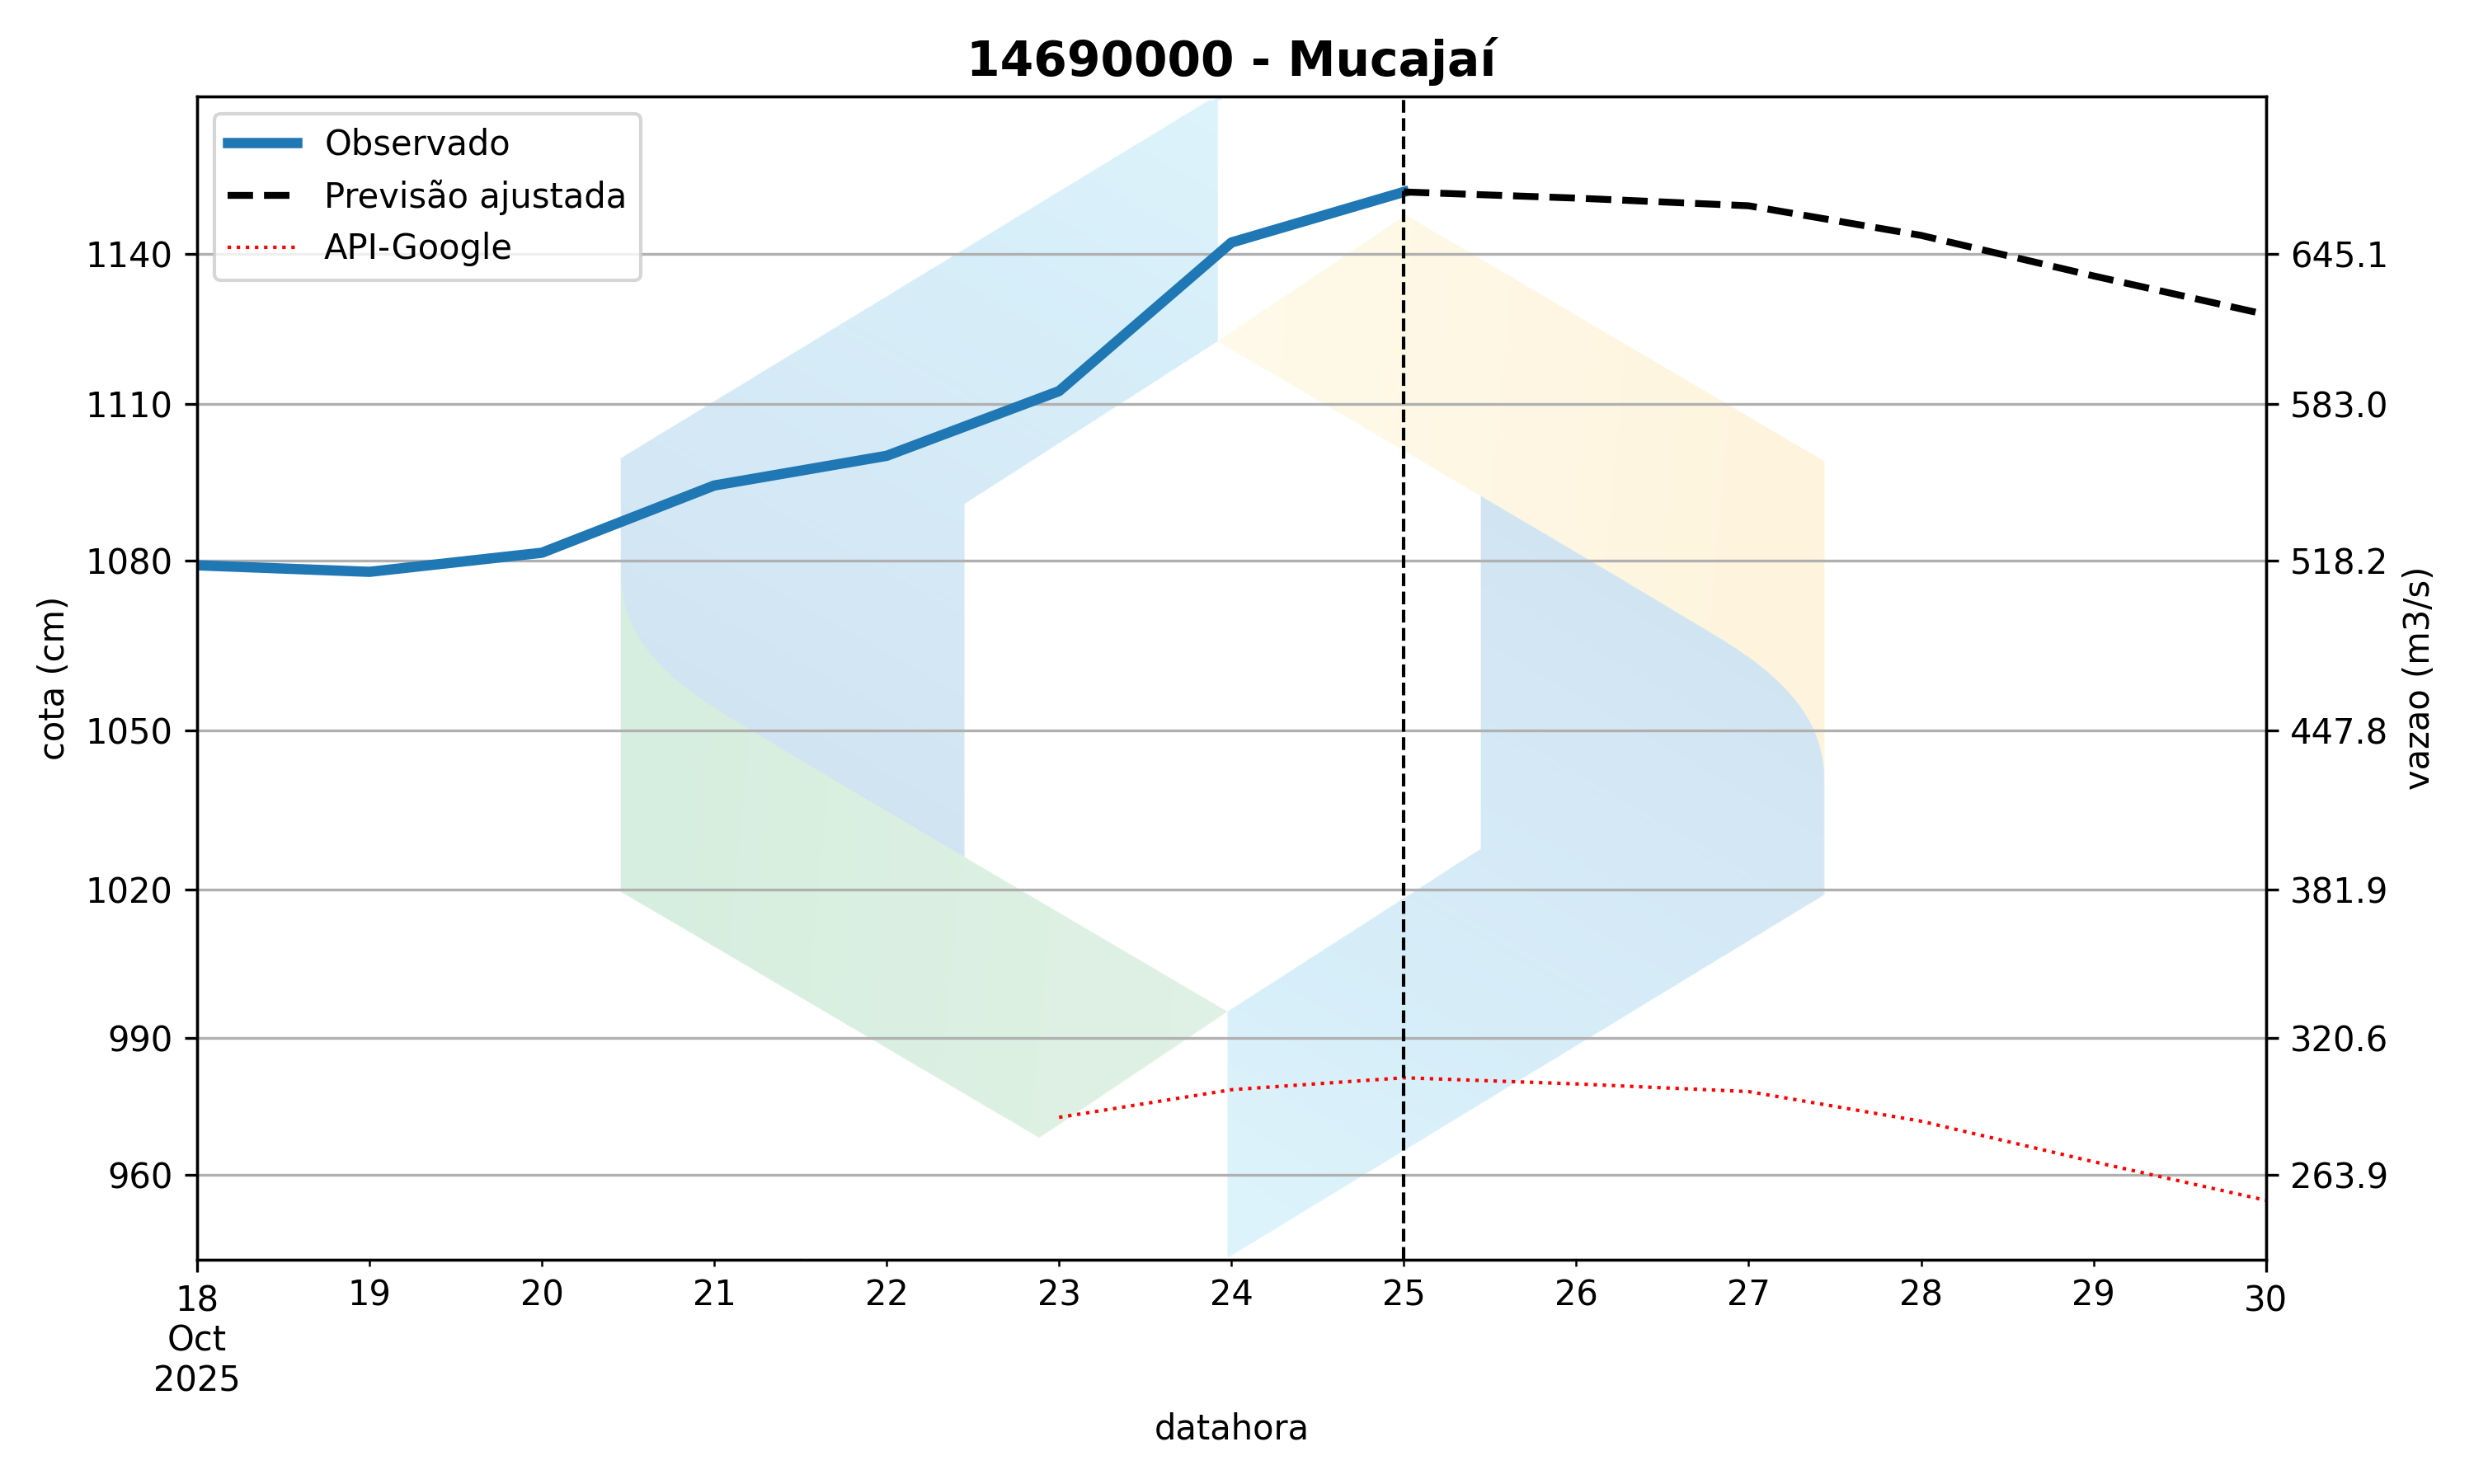 14690000 - Mucajaí
Observado
Previsão ajustada
API-Google
1140
1110
1080
1050
1020
990
960
cota (cm)
645.1
583.0
518.2
447.8
381.9
320.6
263.9
vazao (m3/s)
18 19 20 21 22 23 24 25 26 27 28 29 30
Oct
2025
datahora